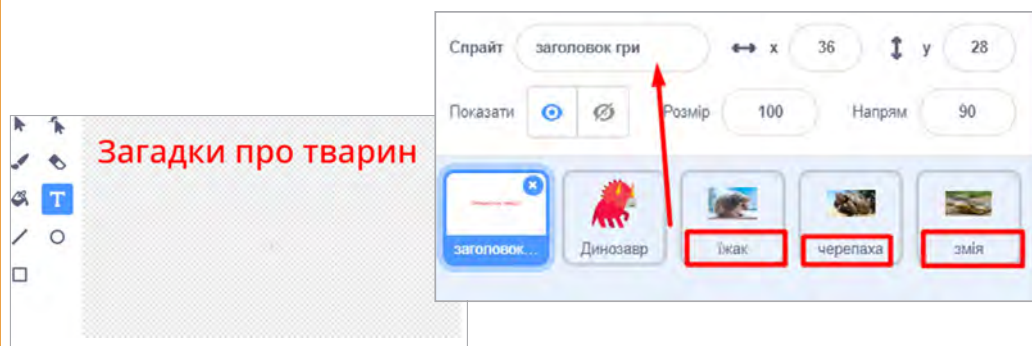 Загадки про тварин
T
Спрайт заголовок гри x 36 y 28
Показати Розмір 100 Напрям 90
заголовок... Динозавр їжак черепаха змія